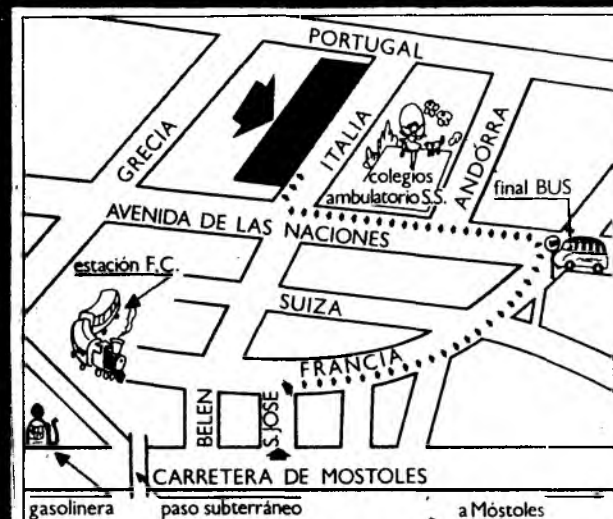 PORTUGAL
GRECIA
ITALIA
ANDÓRRA
colegios
ambulatorio S.S.
final BUS
AVENIDA DE LAS NACIONES
estación F.C.
SUIZA
FRANCIA
BELEN
S. JOSE
CARRETERA DE MOSTOLES
gasolinera
paso subterráneo
a Móstoles